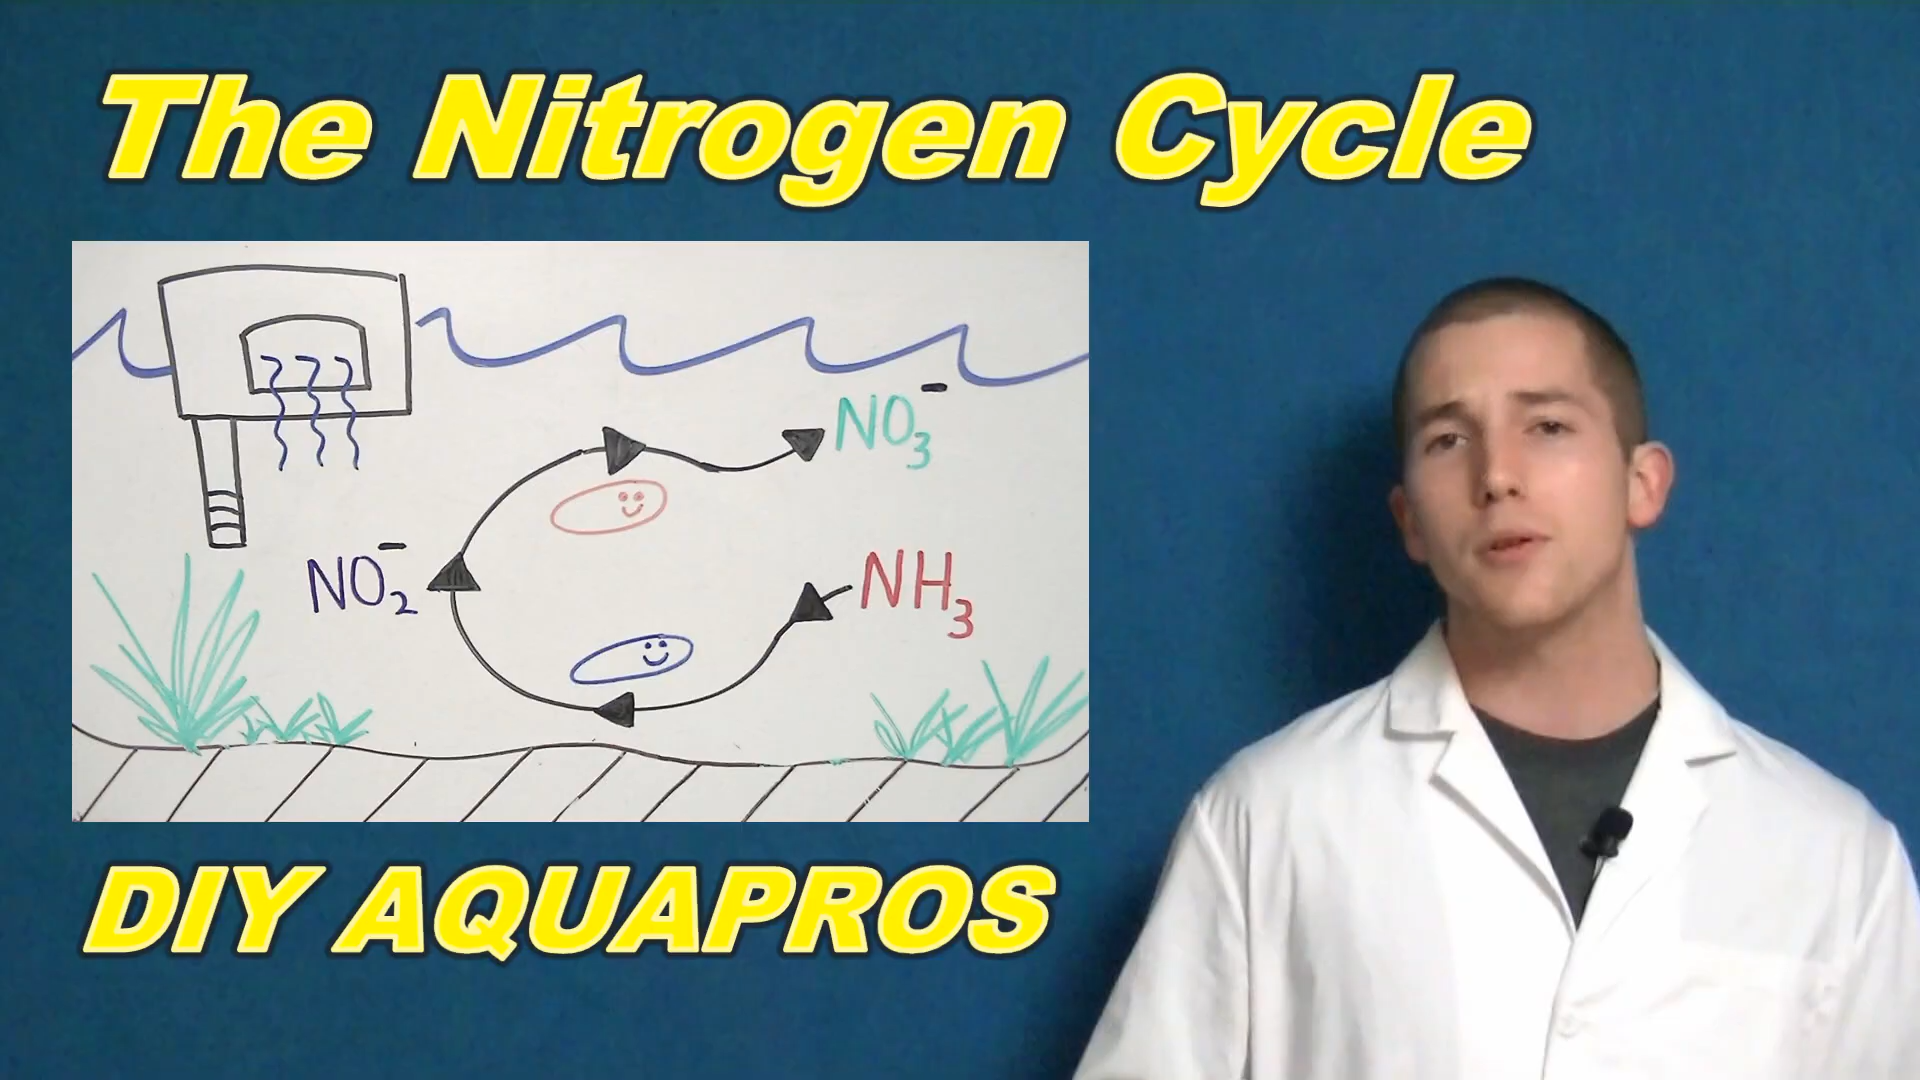 The Nitrogen Cycle
NO₃⁻
NO₂⁻
NH₃
DIY AQUAPROS